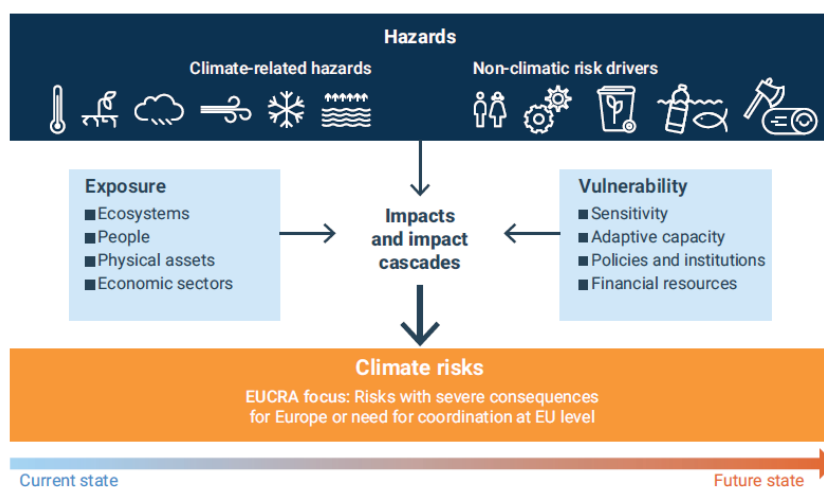 Hazards
Climate-related hazards
Non-climatic risk drivers
Exposure
Ecosystems
People
Physical assets
Economic sectors
Impacts
and impact
cascades
Vulnerability
Sensitivity
Adaptive capacity
Policies and institutions
Financial resources
Climate risks
EUCRA focus: Risks with severe consequences
for Europe or need for coordination at EU level
Current state
Future state